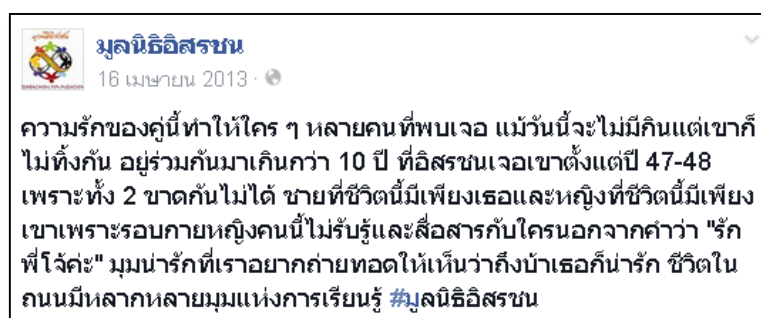 มูลนิธิอิสรชน
16 เมษายน 2013
ความรักของคู่นี้ทำให้ใคร ๆ หลายคนที่พบเจอ แม้วันนี้จะไม่มีกินแต่เขาก็
ไม่ทิ้งกัน อยู่ร่วมกันมาเกินกว่า 10 ปี ที่อิสรชนเจอเขาตั้งแต่ปี 47-48
เพราะทั้ง 2 ขาดกันไม่ได้ ชายที่ชีวิตนี้มีเพียงเธอและหญิงที่ชีวิตนี้มีเพียง
เขาเพราะรอบกายหญิงคนนี้ไม่รับรู้และสื่อสารกับใครนอกจากคำว่า "รัก
พี่โจ้ค่ะ" มุมน่ารักที่เราอยากถ่ายทอดให้เห็นว่าถึงบ้าเธอก็น่ารัก ชีวิตใน
ถนนมีหลากหลายมุมแห่งการเรียนรู้ #มูลนิธิอิสรชน